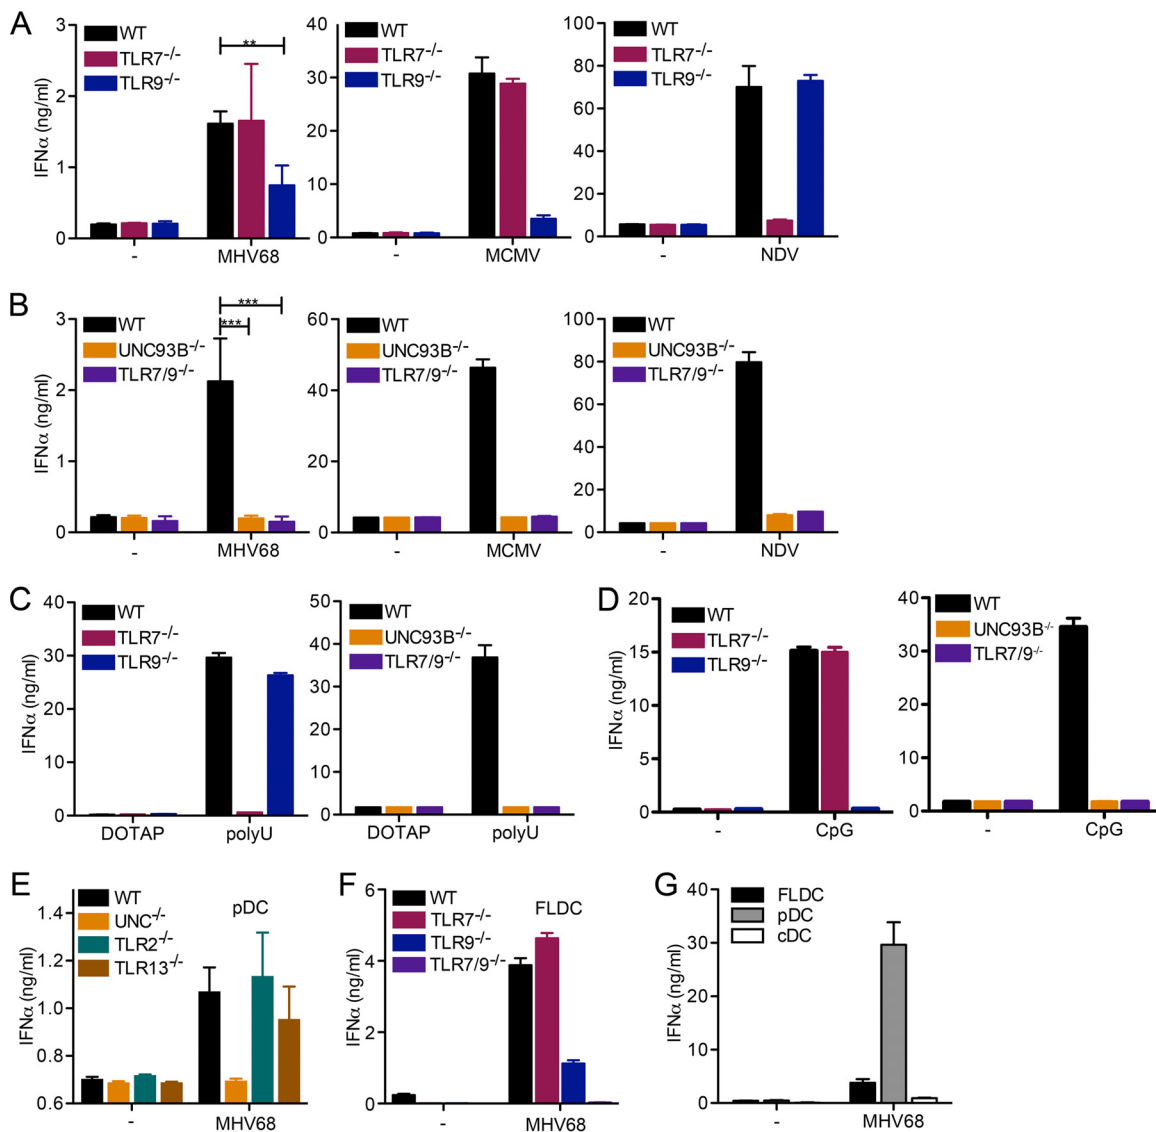 A
IFNα (ng/ml)
3
2
1
0
WT
TLR7-/-
TLR9-/-
**
-
MHV68
40
30
20
10
0
WT
TLR7-/-
TLR9-/-
-
MCMV
100
80
60
40
20
0
WT
TLR7-/-
TLR9-/-
-
NDV
B
IFNα (ng/ml)
3
2
1
0
WT
UNC93B-/-
TLR7/9-/-
***
***
-
MHV68
60
40
20
0
WT
UNC93B-/-
TLR7/9-/-
-
MCMV
100
80
60
40
20
0
WT
UNC93B-/-
TLR7/9-/-
-
NDV
C
IFNα (ng/ml)
40
30
20
10
0
WT
TLR7-/-
TLR9-/-
DOTAP
polyU
50
40
30
20
10
0
WT
UNC93B-/-
TLR7/9-/-
DOTAP
polyU
D
IFNα (ng/ml)
20
15
10
5
0
WT
TLR7-/-
TLR9-/-
-
CpG
40
30
20
10
0
WT
UNC93B-/-
TLR7/9-/-
-
CpG
E
IFNα (ng/ml)
1.4
1.2
1.0
0.8
0.6
WT
UNC-/-
TLR2-/-
TLR13-/-
pDC
-
MHV68
F
IFNα (ng/ml)
6
4
2
0
WT
TLR7-/-
TLR9-/-
TLR7/9-/-
FLDC
-
MHV68
G
IFNα (ng/ml)
40
30
20
10
0
FLDC
pDC
cDC
-
MHV68